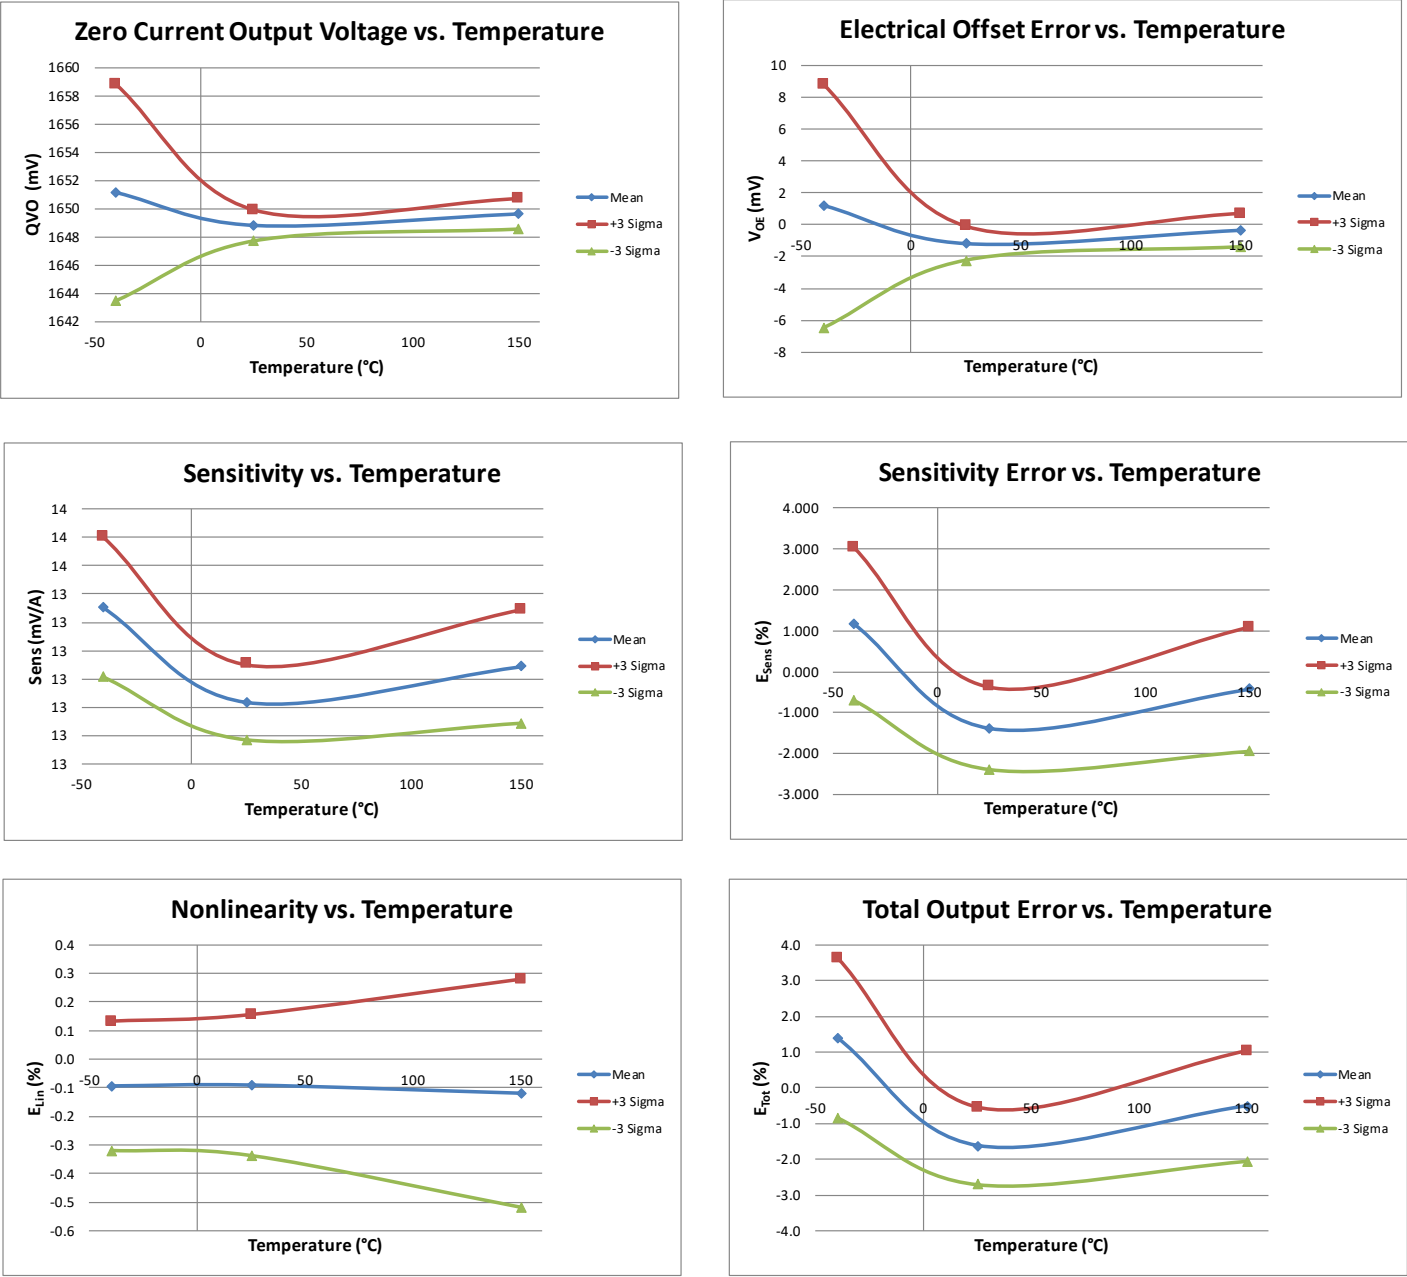 Zero Current Output Voltage vs. Temperature
1660
1658
1656
1654
1652
1650
1648
1646
1644
1642
QVO (mV)
-50 0 50 100 150
Temperature (°C)
Mean
+3 Sigma
-3 Sigma
Electrical Offset Error vs. Temperature
10
8
6
4
2
0
-2
-4
-6
-8
VOE (mV)
-50 0 50 100 150
Temperature (°C)
Mean
+3 Sigma
-3 Sigma
Sensitivity vs. Temperature
14
14
14
13
13
13
13
13
13
13
Sens (mV/A)
-50 0 50 100 150
Temperature (°C)
Mean
+3 Sigma
-3 Sigma
Sensitivity Error vs. Temperature
4.000
3.000
2.000
1.000
0.000
-1.000
-2.000
-3.000
ESens (%)
-50 0 50 100 150
Temperature (°C)
Mean
+3 Sigma
-3 Sigma
Nonlinearity vs. Temperature
0.4
0.3
0.2
0.1
0.0
-0.1
-0.2
-0.3
-0.4
-0.5
-0.6
ELin (%)
-50 0 50 100 150
Temperature (°C)
Mean
+3 Sigma
-3 Sigma
Total Output Error vs. Temperature
4.0
3.0
2.0
1.0
0.0
-1.0
-2.0
-3.0
-4.0
ETot (%)
-50 0 50 100 150
Temperature (°C)
Mean
+3 Sigma
-3 Sigma